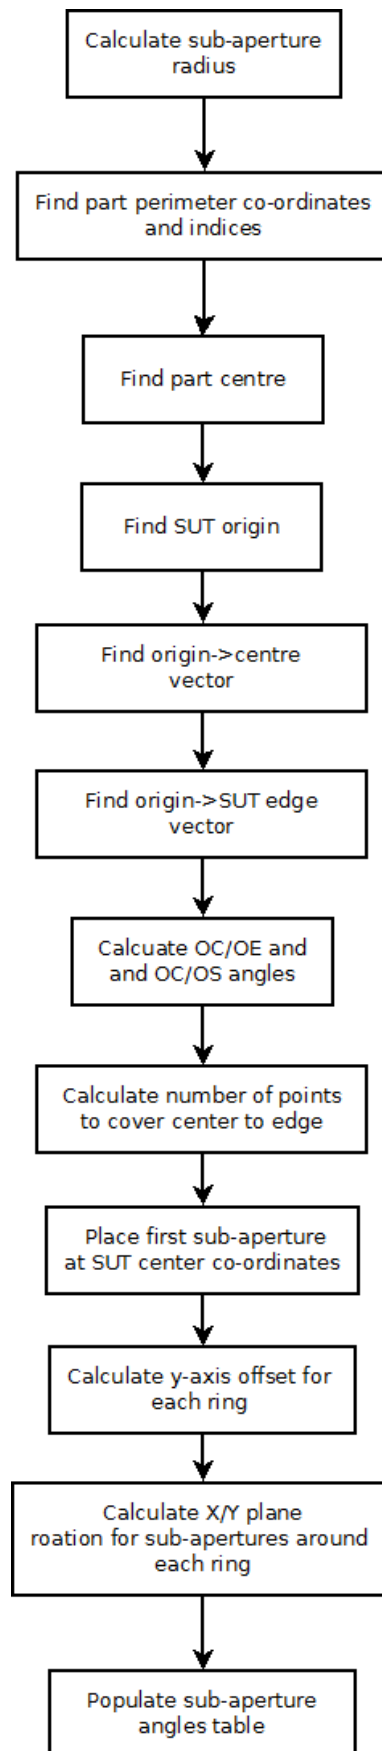 Calculate sub-aperture
radius
Find part perimeter co-ordinates
and indices
Find part centre
Find SUT origin
Find origin->centre
vector
Find origin->SUT edge
vector
Calcuate OC/OE and
and OC/OS angles
Calculate number of points
to cover center to edge
Place first sub-aperture
at SUT center co-ordinates
Calculate y-axis offset for
each ring
Calculate X/Y plane
roation for sub-apertures around
each ring
Populate sub-aperture
angles table